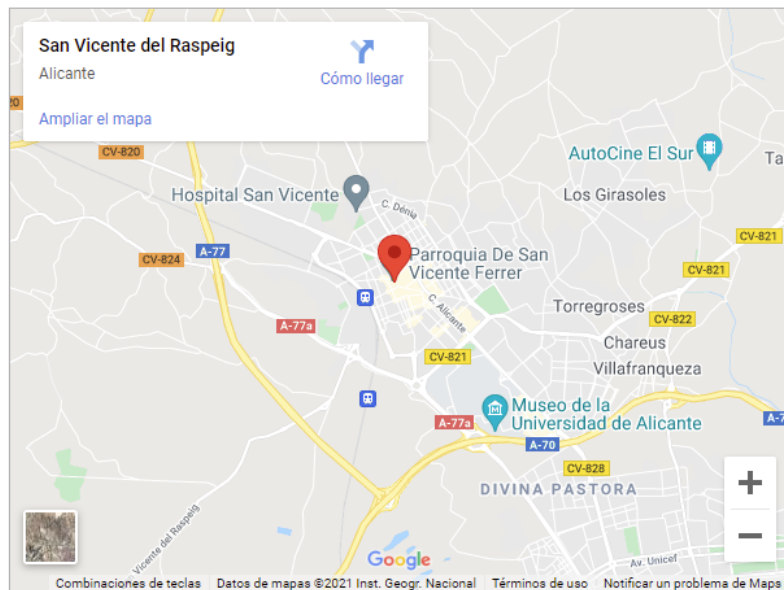 San Vicente del Raspeig
Alicante
Cómo llegar
Ampliar el mapa
20
CV-820
AutoCine El Sur
Ta
Hospital San Vicente
Los Girasoles
C. Dénia
CV-821
A-77
Parroquia De San
Vicente Ferrer
CV-824
CV-821
C. Alicante
Torregroses
CV-822
A-77a
Chareus
CV-821
Villafranqueza
Museo de la
Universidad de Alicante
A-77a
A-7
A-70
CV-828
DIVINA PASTORA
Vicente del Raspeig
Google
Av. Unicef
Combinaciones de teclas
Datos de mapas ©2021 Inst. Geogr. Nacional
Términos de uso
Notificar un problema de Maps